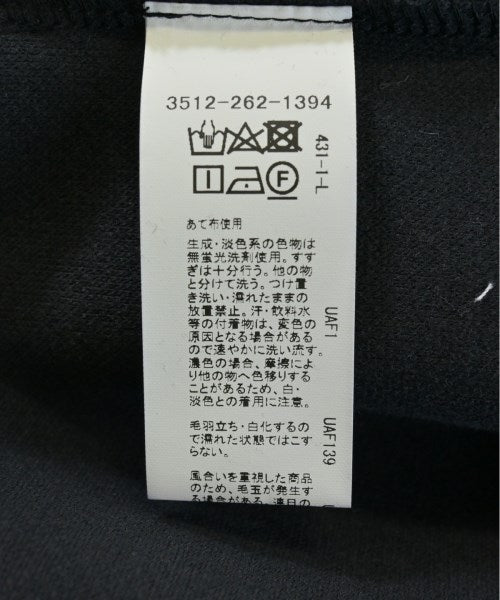 3512-262-1394
F
431-1-L
あて布使用
生成・淡色系の色物は
無蛍光洗剤使用。すす
ぎは十分行う。他の物
と分けて洗う。つけ置
き洗い・濡れたままの
放置禁止。汗・飲料水
等の付着物は、変色の
原因となる場合がある
ので速やかに洗い流す。
濃色の場合、摩擦によ
り他の物へ色移りする
ことがあるため、白・
淡色との着用に注意。
毛羽立ち・白化するの
で濡れた状態ではこす
らない。
風合いを重視した商品
のため、毛玉が発生す
る場合がある。連日の
UAF1
UAF139